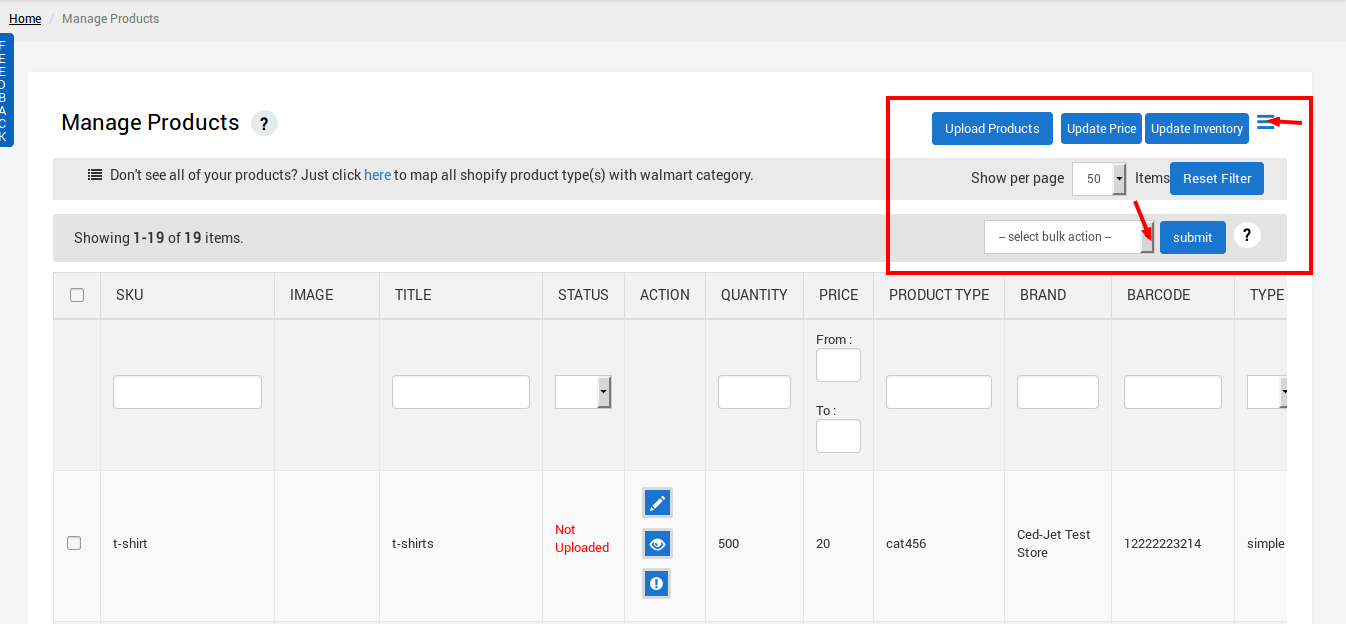 Home / Manage Products
FEEDBACK
Manage Products ?
Upload Products Update Price Update Inventory
Don't see all of your products? Just click here to map all shopify product type(s) with walmart category.
Show per page 50 Items Reset Filter
Showing 1-19 of 19 items.
-- select bulk action -- submit ?
SKU IMAGE TITLE STATUS ACTION QUANTITY PRICE PRODUCT TYPE BRAND BARCODE TYPE
From :
To :
t-shirt t-shirts Not Uploaded 500 20 cat456 Ced-Jet Test Store 12222223214 simple